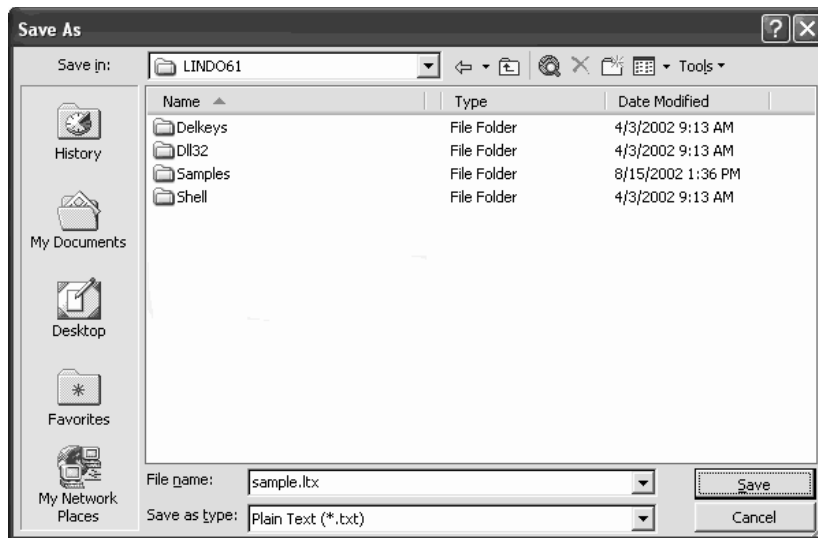 Save As
Save in:
LINDO61
Tools
Name Type Date Modified
Delkeys File Folder 4/3/2002 9:13 AM
Dll32 File Folder 4/3/2002 9:13 AM
Samples File Folder 8/15/2002 1:36 PM
Shell File Folder 4/3/2002 9:13 AM
History
My Documents
Desktop
Favorites
My Network
Places
File name:
sample.ltx
Save
Save as type:
Plain Text (*.txt)
Cancel